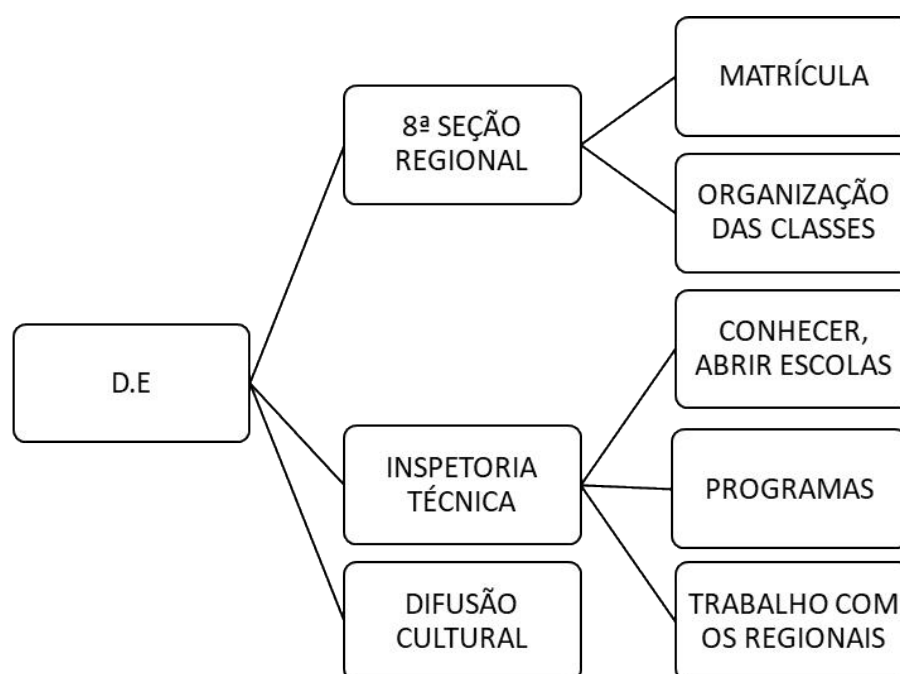 D.E
8ª SEÇÃO
REGIONAL
MATRÍCULA
ORGANIZAÇÃO
DAS CLASSES
INSPETORIA
TÉCNICA
CONHECER,
ABRIR ESCOLAS
PROGRAMAS
TRABALHO COM
OS REGIONAIS
DIFUSÃO
CULTURAL